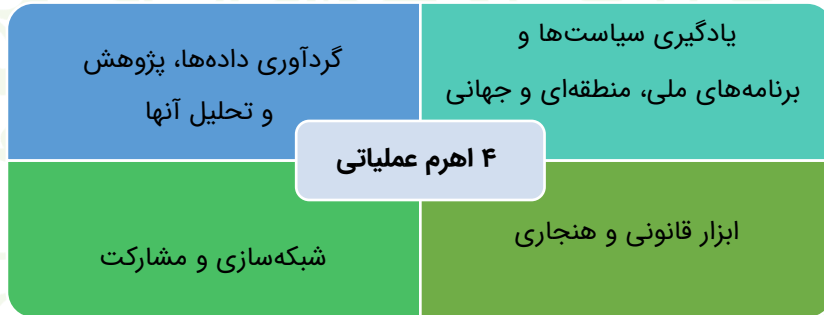 یادگیری سیاست‌ها و
برنامه‌های ملی، منطقه‌ای و جهانی
گردآوری داده‌ها، پژوهش
و تحلیل آنها
۴ اهرم عملیاتی
ابزار قانونی و هنجاری
شبکه‌سازی و مشارکت